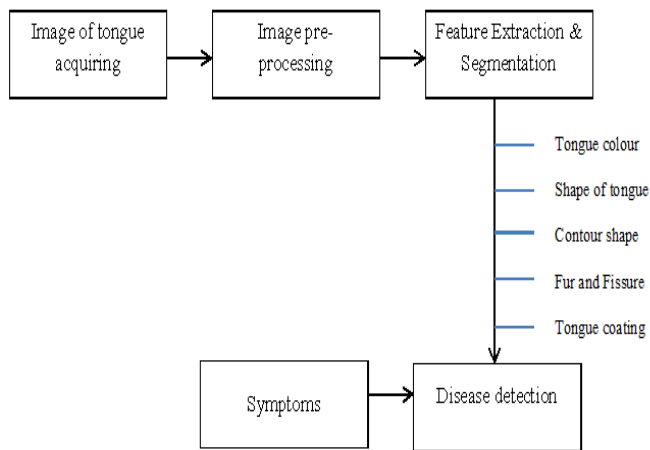 Image of tongue
acquiring
Image pre-
processing
Feature Extraction &
Segmentation
Tongue colour
Shape of tongue
Contour shape
Fur and Fissure
Tongue coating
Symptoms
Disease detection